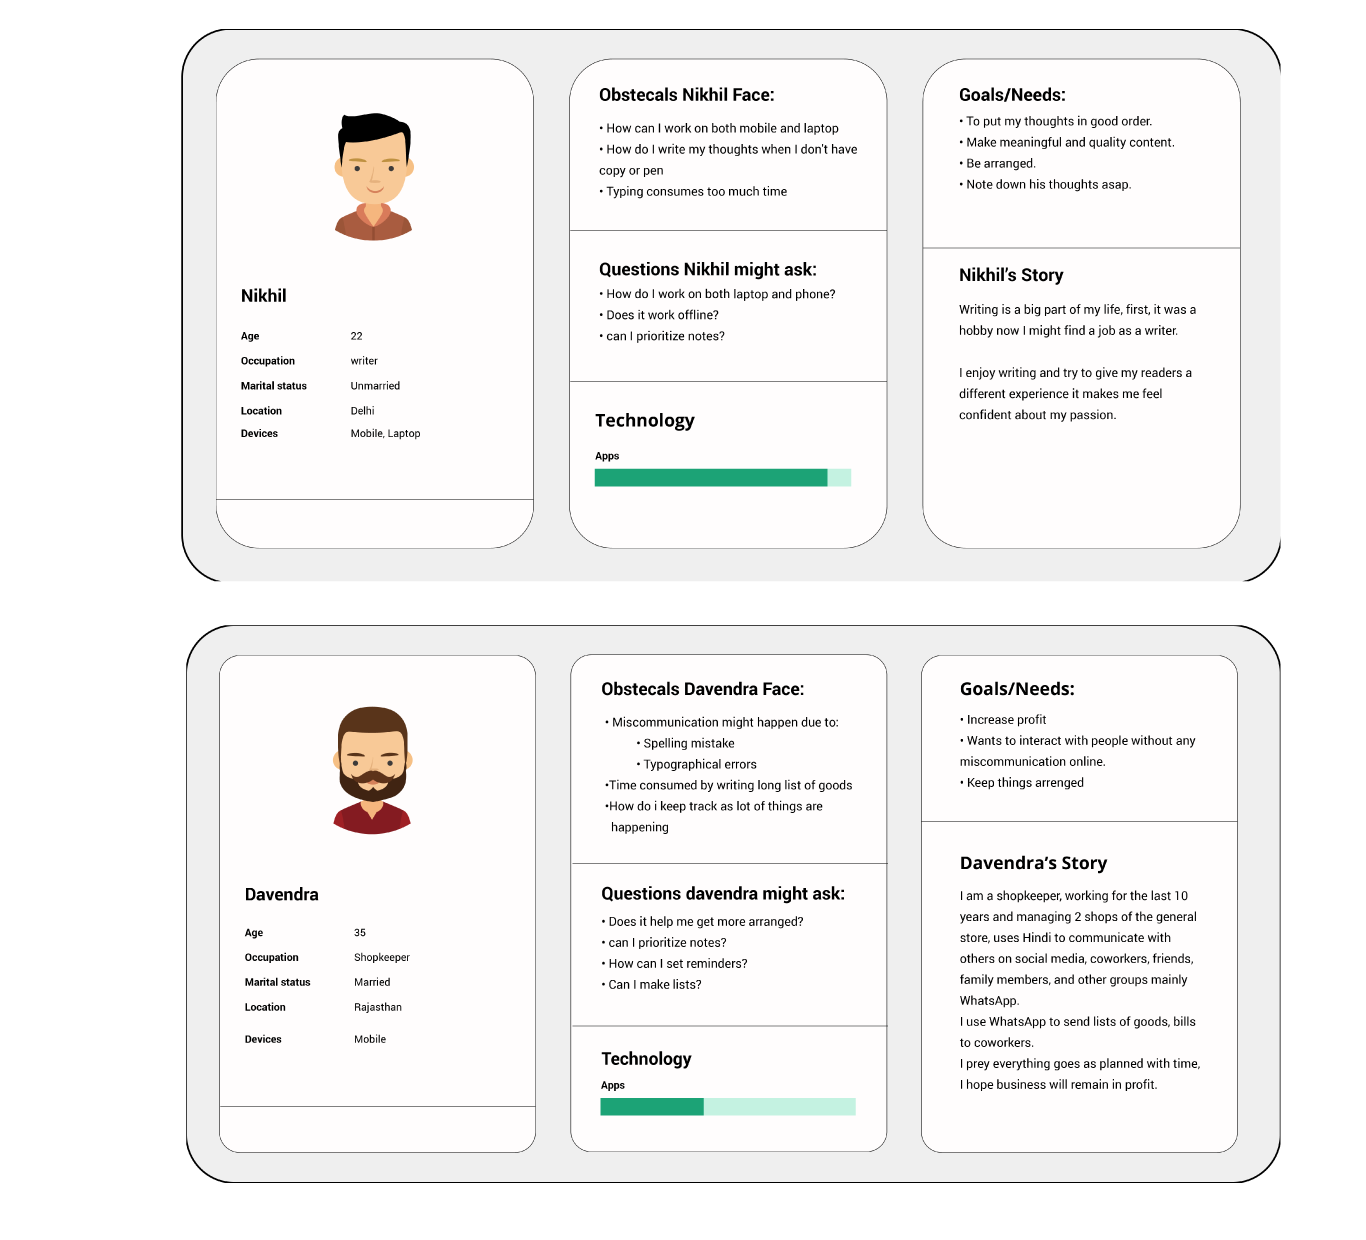 Nikhil
Age 22
Occupation writer
Marital status Unmarried
Location Delhi
Devices Mobile, Laptop
Obstecals Nikhil Face:
• How can I work on both mobile and laptop
• How do I write my thoughts when I don't have
copy or pen
• Typing consumes too much time
Questions Nikhil might ask:
• How do I work on both laptop and phone?
• Does it work offline?
• can I prioritize notes?
Technology
Apps
Goals/Needs:
• To put my thoughts in good order.
• Make meaningful and quality content.
• Be arranged.
• Note down his thoughts asap.
Nikhil's Story
Writing is a big part of my life, first, it was a
hobby now I might find a job as a writer.
I enjoy writing and try to give my readers a
different experience it makes me feel
confident about my passion.
Davendra
Age 35
Occupation Shopkeeper
Marital status Married
Location Rajasthan
Devices Mobile
Obstecals Davendra Face:
• Miscommunication might happen due to:
• Spelling mistake
• Typographical errors
•Time consumed by writing long list of goods
•How do i keep track as lot of things are
happening
Questions davendra might ask:
• Does it help me get more arranged?
• can I prioritize notes?
• How can I set reminders?
• Can I make lists?
Technology
Apps
Goals/Needs:
• Increase profit
• Wants to interact with people without any
miscommunication online.
• Keep things arrenged
Davendra's Story
I am a shopkeeper, working for the last 10
years and managing 2 shops of the general
store, uses Hindi to communicate with
others on social media, coworkers, friends,
family members, and other groups mainly
WhatsApp.
I use WhatsApp to send lists of goods, bills
to coworkers.
I prey everything goes as planned with time,
I hope business will remain in profit.